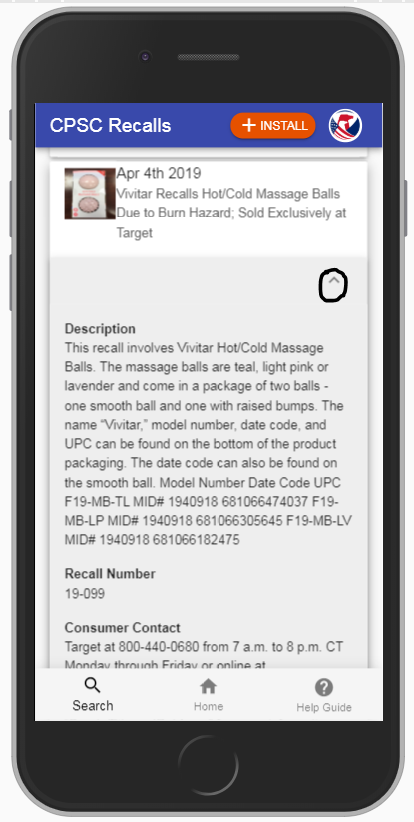 CPSC Recalls
INSTALL
Apr 4th 2019
Vivitar Recalls Hot/Cold Massage Balls
Due to Burn Hazard; Sold Exclusively at
Target
Description
This recall involves Vivitar Hot/Cold Massage
Balls. The massage balls are teal, light pink or
lavender and come in a package of two balls -
one smooth ball and one with raised bumps. The
name “Vivitar,” model number, date code, and
UPC can be found on the bottom of the product
packaging. The date code can also be found on
the smooth ball. Model Number Date Code UPC
F19-MB-TL MID# 1940918 681066474037 F19-
MB-LP MID# 1940918 681066305645 F19-MB-LV
MID# 1940918 681066182475
Recall Number
19-099
Consumer Contact
Target at 800-440-0680 from 7 a.m. to 8 p.m. CT
Monday through Friday or online at
Search
Home
Help Guide